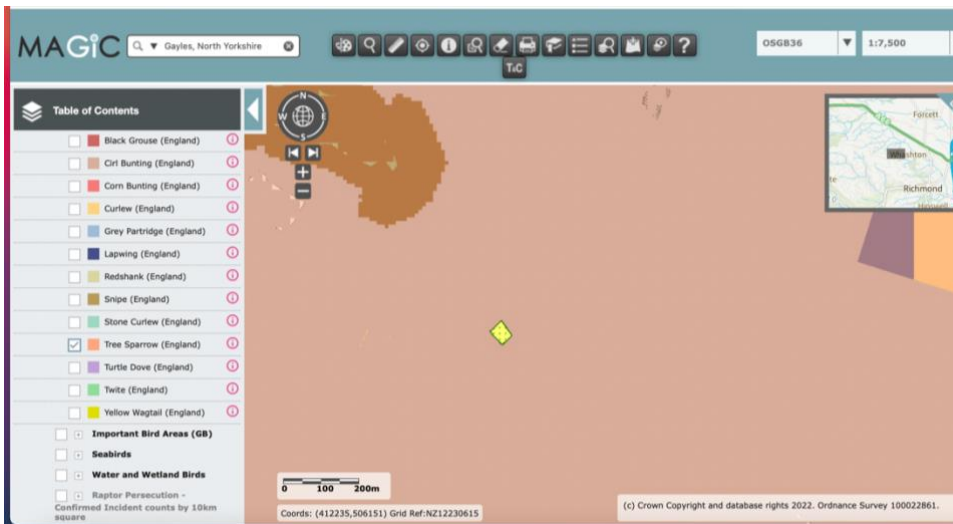 MAGiC
Gayles, North Yorkshire
OSGB36
1:7,500
T&C
Table of Contents
Black Grouse (England)
Cirl Bunting (England)
Corn Bunting (England)
Curlew (England)
Grey Partridge (England)
Lapwing (England)
Redshank (England)
Snipe (England)
Stone Curlew (England)
Tree Sparrow (England)
Turtle Dove (England)
Twite (England)
Yellow Wagtail (England)
Important Bird Areas (GB)
Seabirds
Water and Wetland Birds
Raptor Persecution -
Confirmed Incident counts by 10km
square
N
W E
S
Forcett
Richmond
0 100 200m
Coords: (412235,506151) Grid Ref:NZ12230615
(c) Crown Copyright and database rights 2022. Ordnance Survey 100022861.